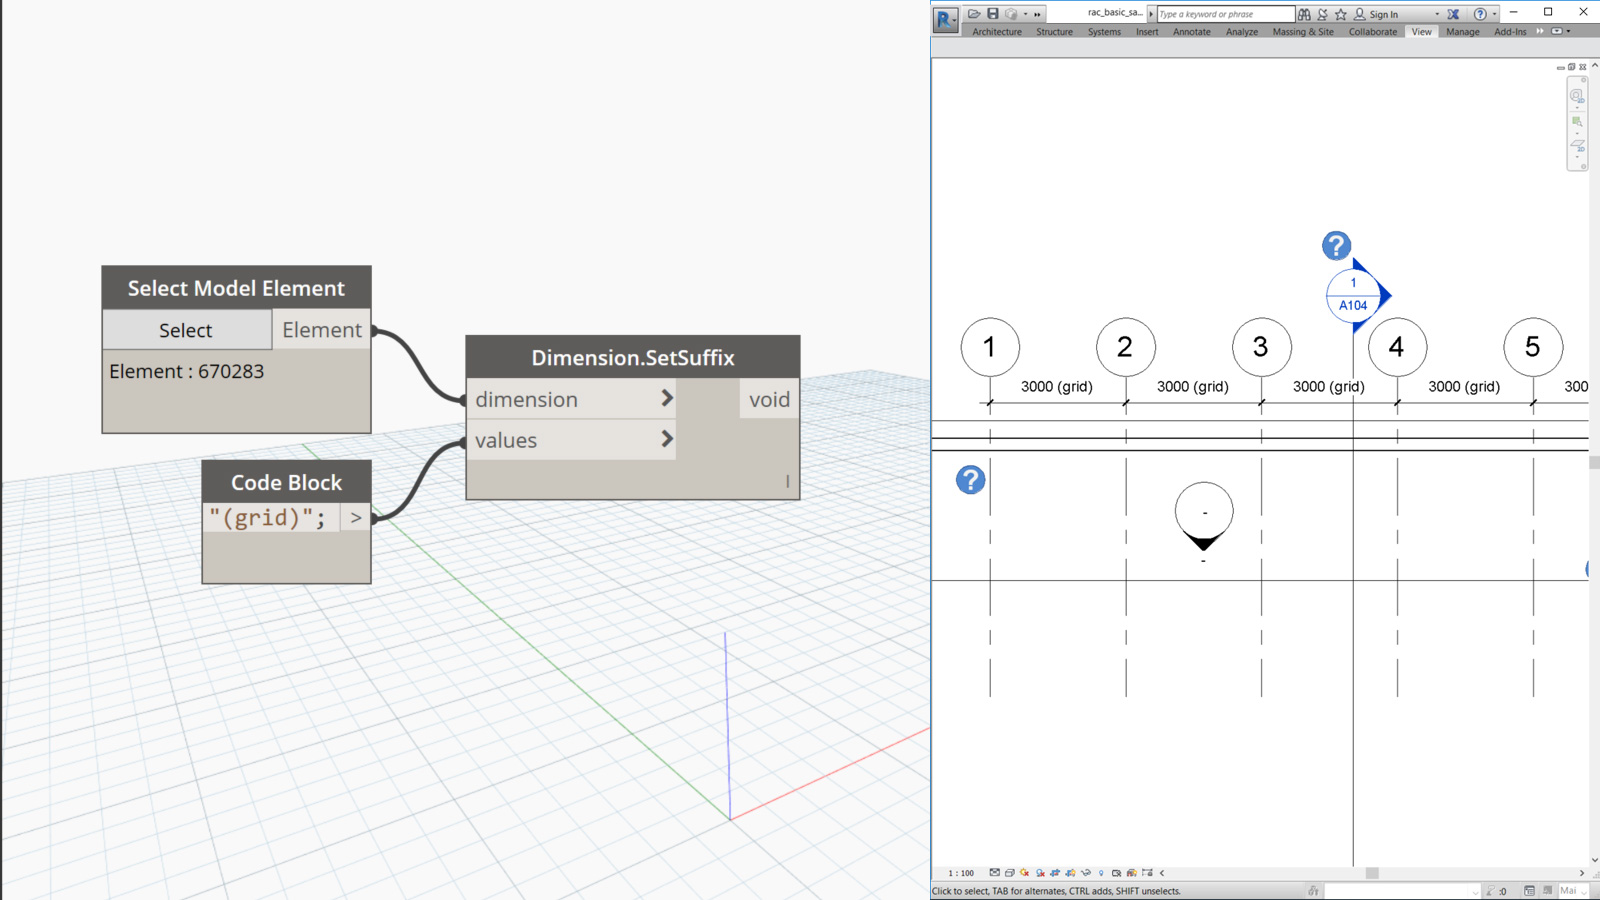 Select Model Element
Select
Element
Element : 670283
Code Block
"(grid)"; >
Dimension.SetSuffix
dimension
void
values
l
R
rac_basic_sa...
Type a keyword or phrase
Sign In
?
Architecture Structure Systems Insert Annotate Analyze Massing & Site Collaborate View Manage Add-Ins
?
1
A104
1 2 3 4 5
3000 (grid) 3000 (grid) 3000 (grid) 3000 (grid) 300
?
-
-
1 : 100
Click to select, TAB for alternates, CTRL adds, SHIFT unselects.
:0
Mai